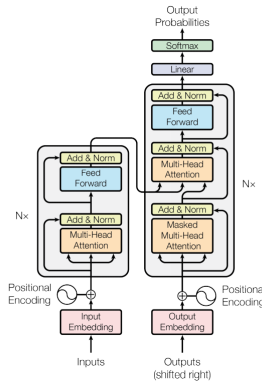 Output
Probabilities
Softmax
Linear
Add & Norm
Feed
Forward
Add & Norm
Multi-Head
Attention
Add & Norm
Masked
Multi-Head
Attention
N×
Add & Norm
Feed
Forward
N×
Add & Norm
Multi-Head
Attention
Positional
Encoding
Positional
Encoding
Input
Embedding
Output
Embedding
Inputs
Outputs
(shifted right)